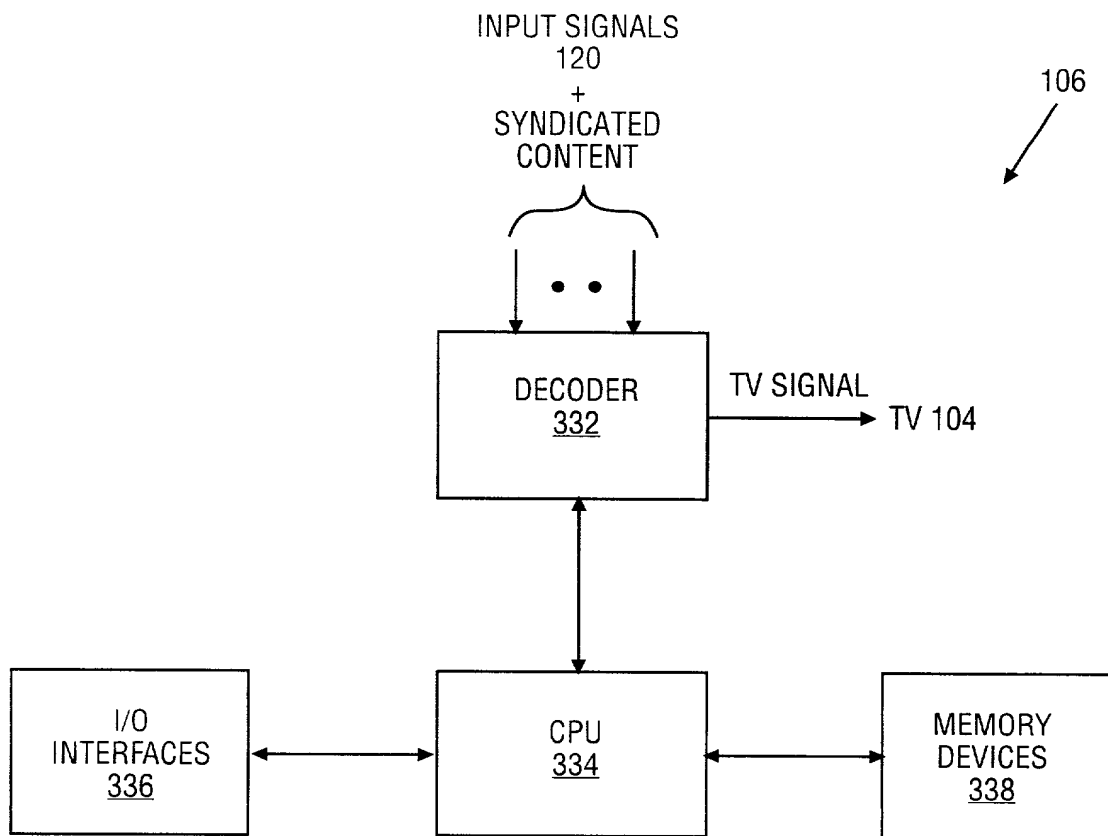 INPUT SIGNALS
120
+
SYNDICATED
CONTENT
106
DECODER
332
TV SIGNAL
TV 104
I/O
INTERFACES
336
CPU
334
MEMORY
DEVICES
338